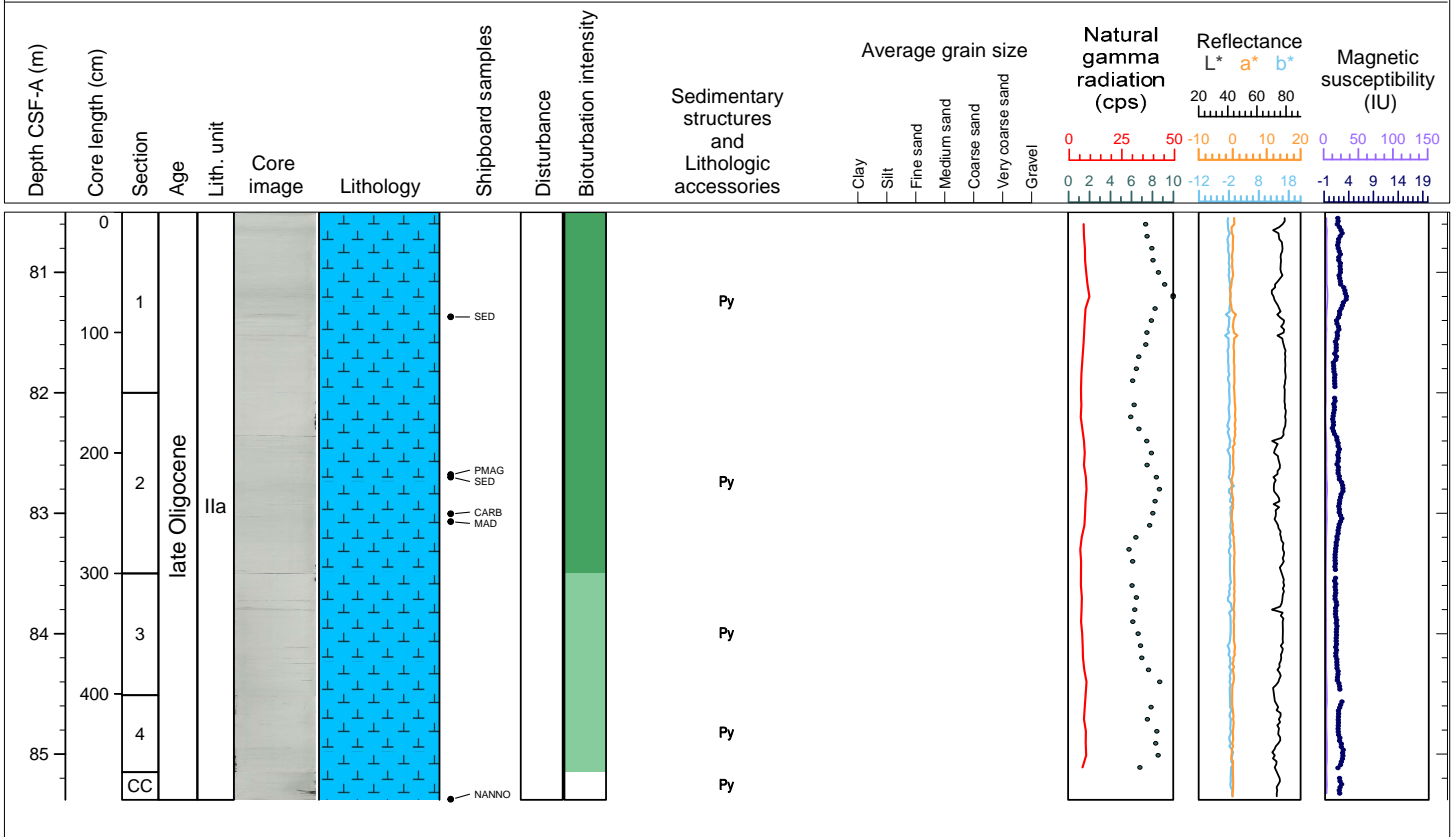 Depth CSF-A (m)
Core length (cm)
Section
Age
Lith. unit
Core
image
Lithology
Shipboard samples
Disturbance
Bioturbation intensity
Sedimentary
structures
and
Lithologic
accessories
Average grain size
Clay
Silt
Fine sand
Medium sand
Coarse sand
Very coarse sand
Gravel
Natural
gamma
radiation
(cps)
0 25 50
0 2 4 6 8 10
Reflectance
L* a* b*
20 40 60 80
-10 0 10 20
-12 -2 8 18
Magnetic
susceptibility
(IU)
0 50 100 150
-1 4 9 14 19
0
81
1
Py
SED
100
82
late Oligocene
IIa
200
2
PMAG
SED
Py
CARB
MAD
83
300
84
3
Py
400
4
Py
85
CC
Py
NANNO